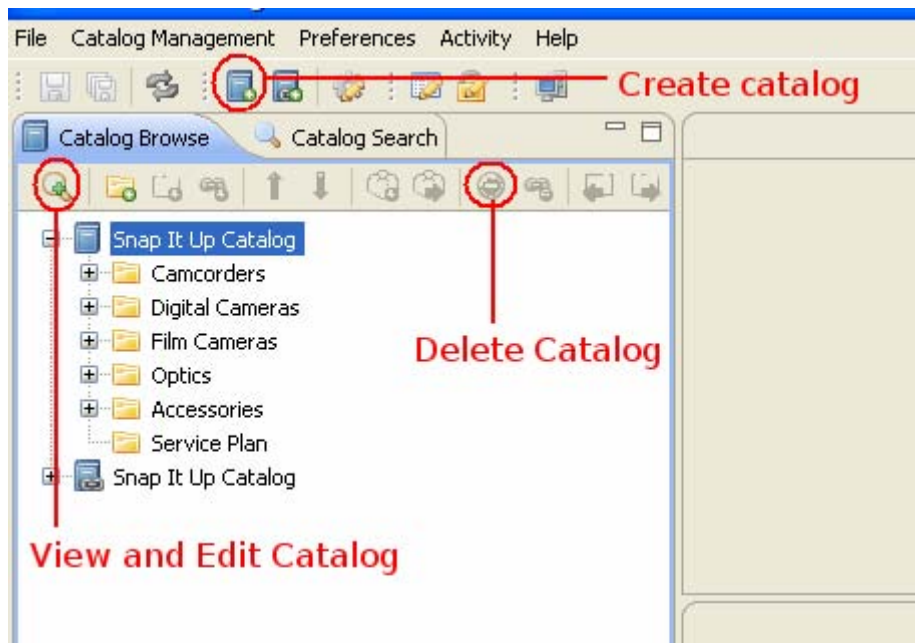 File Catalog Management Preferences Activity Help
Create catalog
Catalog Browse Catalog Search
Snap It Up Catalog
Camcorders
Digital Cameras
Film Cameras
Delete Catalog
Optics
Accessories
Service Plan
Snap It Up Catalog
View and Edit Catalog